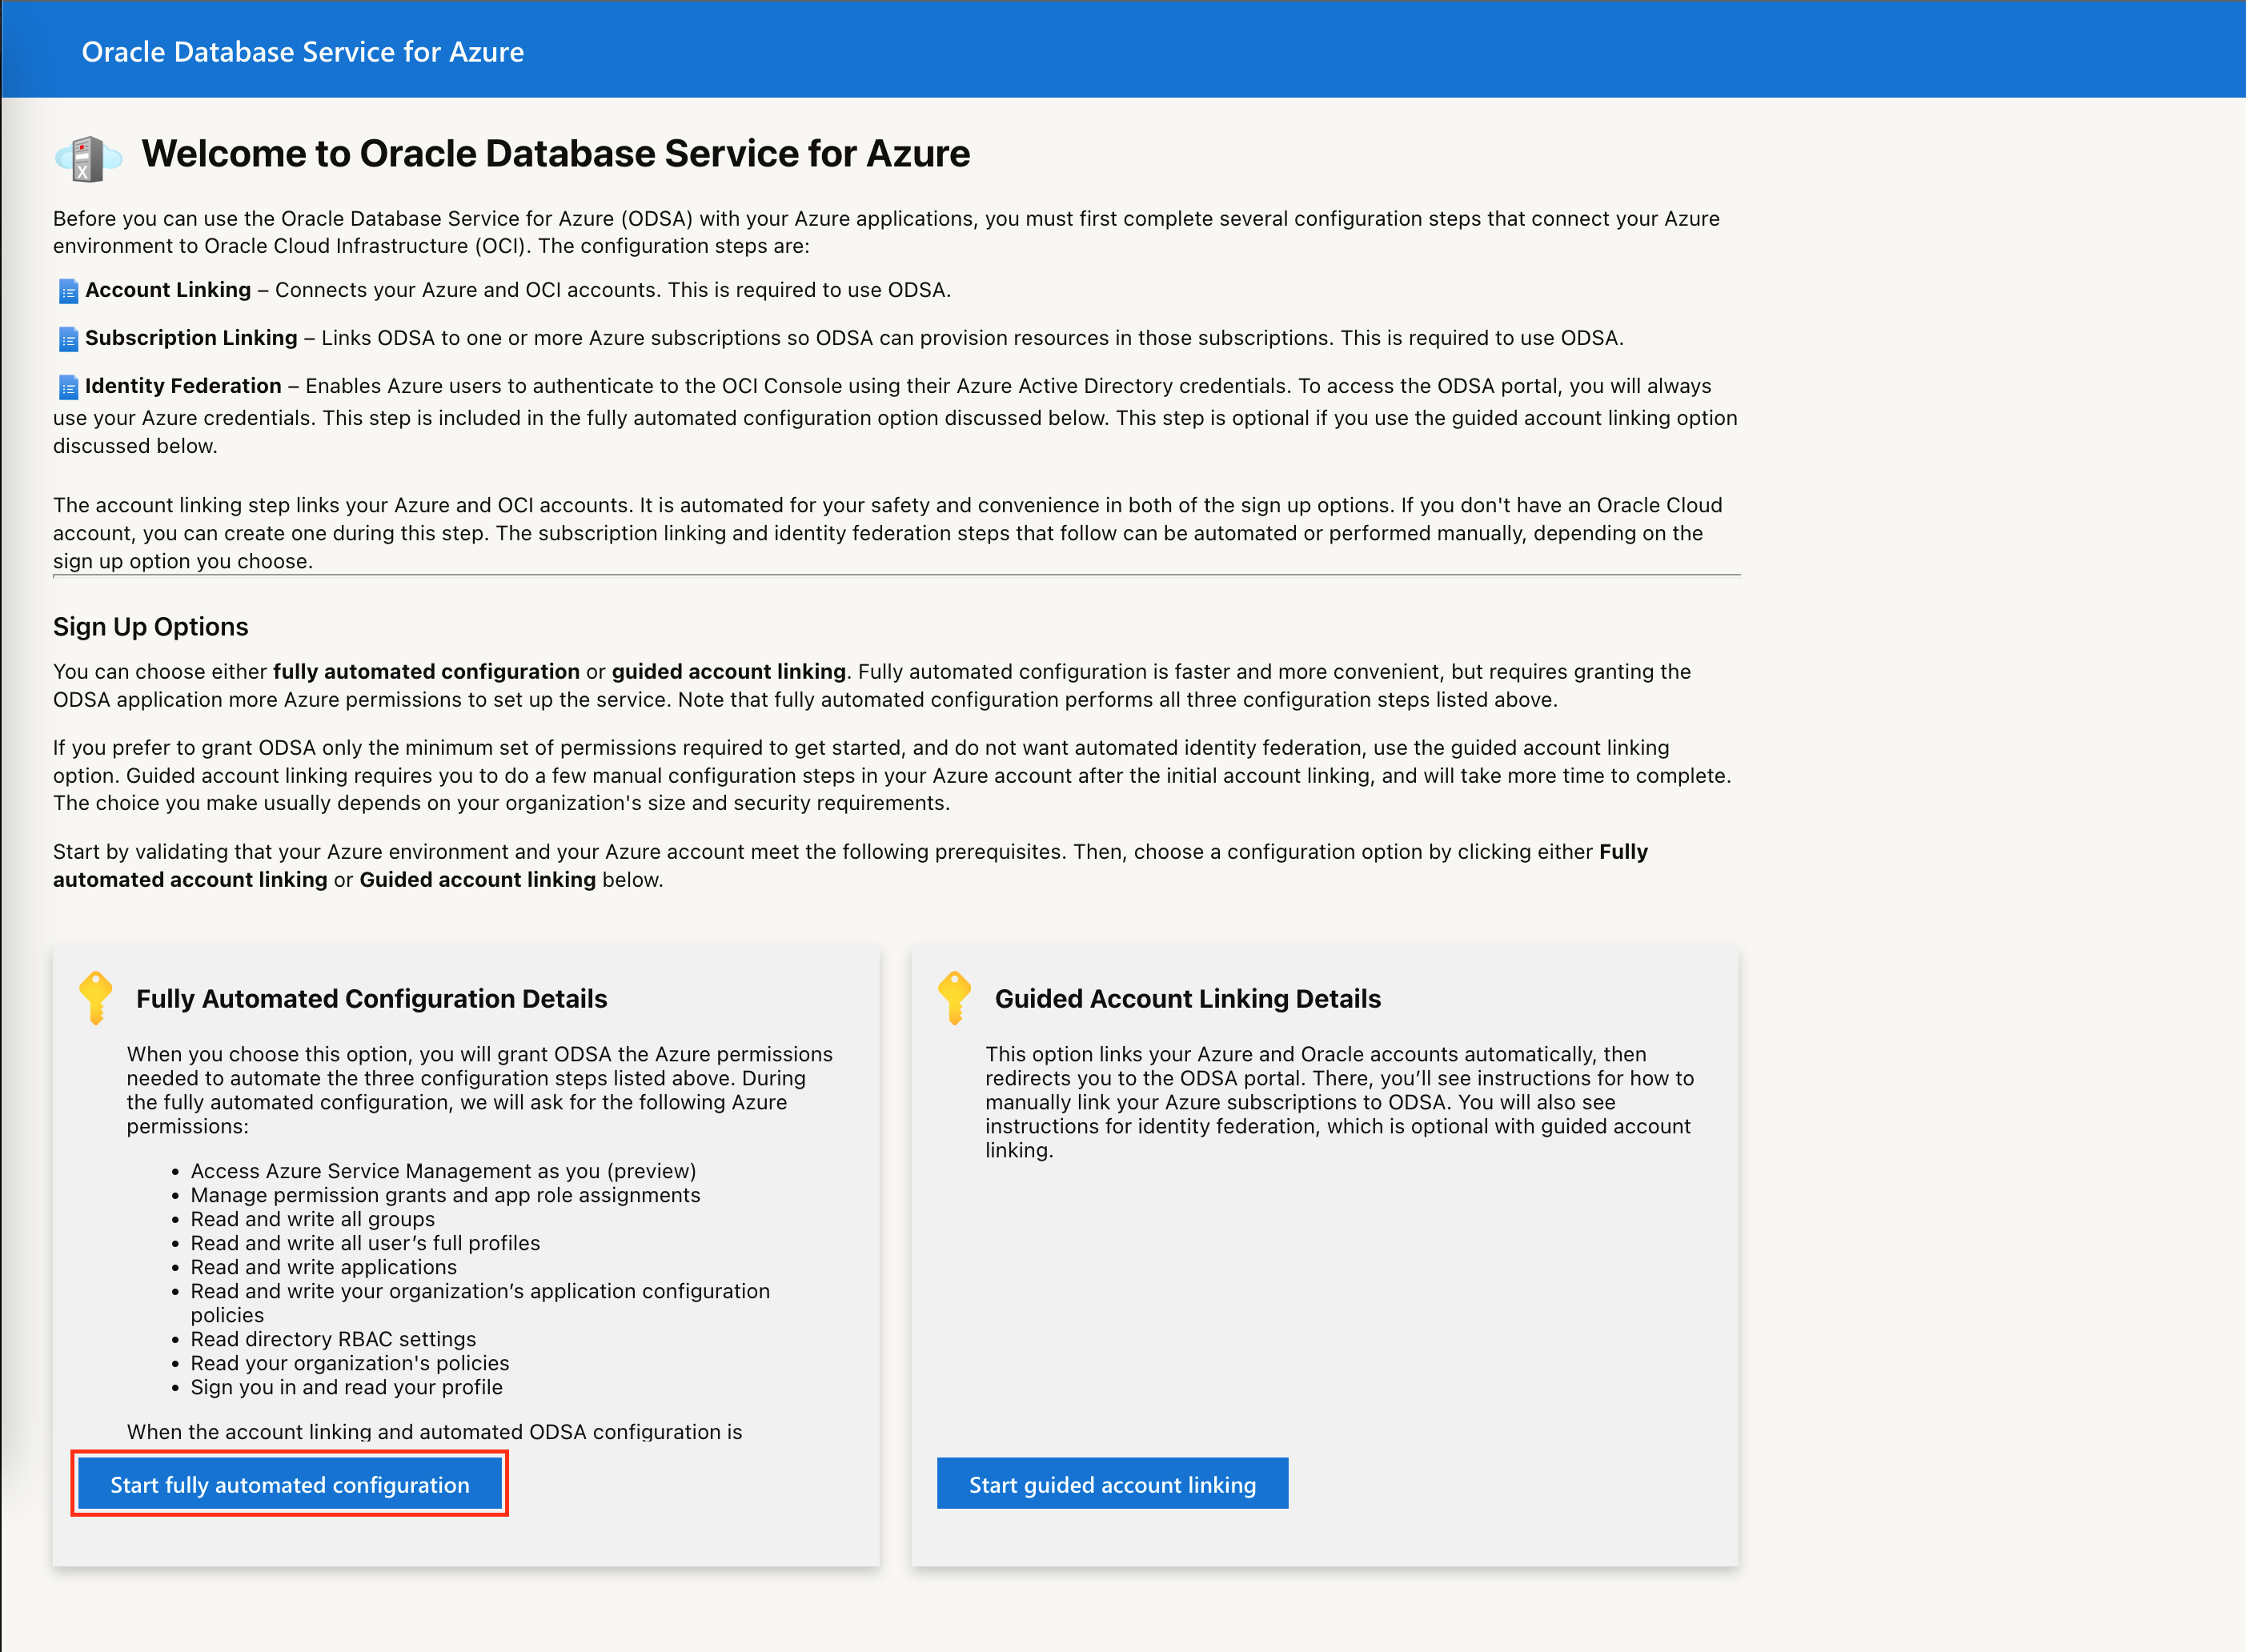 Oracle Database Service for Azure
X
Welcome to Oracle Database Service for Azure
Before you can use the Oracle Database Service for Azure (ODSA) with your Azure applications, you must first complete several configuration steps that connect your Azure
environment to Oracle Cloud Infrastructure (OCI). The configuration steps are:
Account Linking – Connects your Azure and OCI accounts. This is required to use ODSA.
Subscription Linking – Links ODSA to one or more Azure subscriptions so ODSA can provision resources in those subscriptions. This is required to use ODSA.
Identity Federation – Enables Azure users to authenticate to the OCI Console using their Azure Active Directory credentials. To access the ODSA portal, you will always
use your Azure credentials. This step is included in the fully automated configuration option discussed below. This step is optional if you use the guided account linking option
discussed below.
The account linking step links your Azure and OCI accounts. It is automated for your safety and convenience in both of the sign up options. If you don't have an Oracle Cloud
account, you can create one during this step. The subscription linking and identity federation steps that follow can be automated or performed manually, depending on the
sign up option you choose.
Sign Up Options
You can choose either fully automated configuration or guided account linking. Fully automated configuration is faster and more convenient, but requires granting the
ODSA application more Azure permissions to set up the service. Note that fully automated configuration performs all three configuration steps listed above.
If you prefer to grant ODSA only the minimum set of permissions required to get started, and do not want automated identity federation, use the guided account linking
option. Guided account linking requires you to do a few manual configuration steps in your Azure account after the initial account linking, and will take more time to complete.
The choice you make usually depends on your organization's size and security requirements.
Start by validating that your Azure environment and your Azure account meet the following prerequisites. Then, choose a configuration option by clicking either Fully
automated account linking or Guided account linking below.
Fully Automated Configuration Details
When you choose this option, you will grant ODSA the Azure permissions
needed to automate the three configuration steps listed above. During
the fully automated configuration, we will ask for the following Azure
permissions:
• Access Azure Service Management as you (preview)
• Manage permission grants and app role assignments
• Read and write all groups
• Read and write all user’s full profiles
• Read and write applications
• Read and write your organization’s application configuration
policies
• Read directory RBAC settings
• Read your organization's policies
• Sign you in and read your profile
When the account linking and automated ODSA configuration is
Start fully automated configuration
Guided Account Linking Details
This option links your Azure and Oracle accounts automatically, then
redirects you to the ODSA portal. There, you’ll see instructions for how to
manually link your Azure subscriptions to ODSA. You will also see
instructions for identity federation, which is optional with guided account
linking.
Start guided account linking